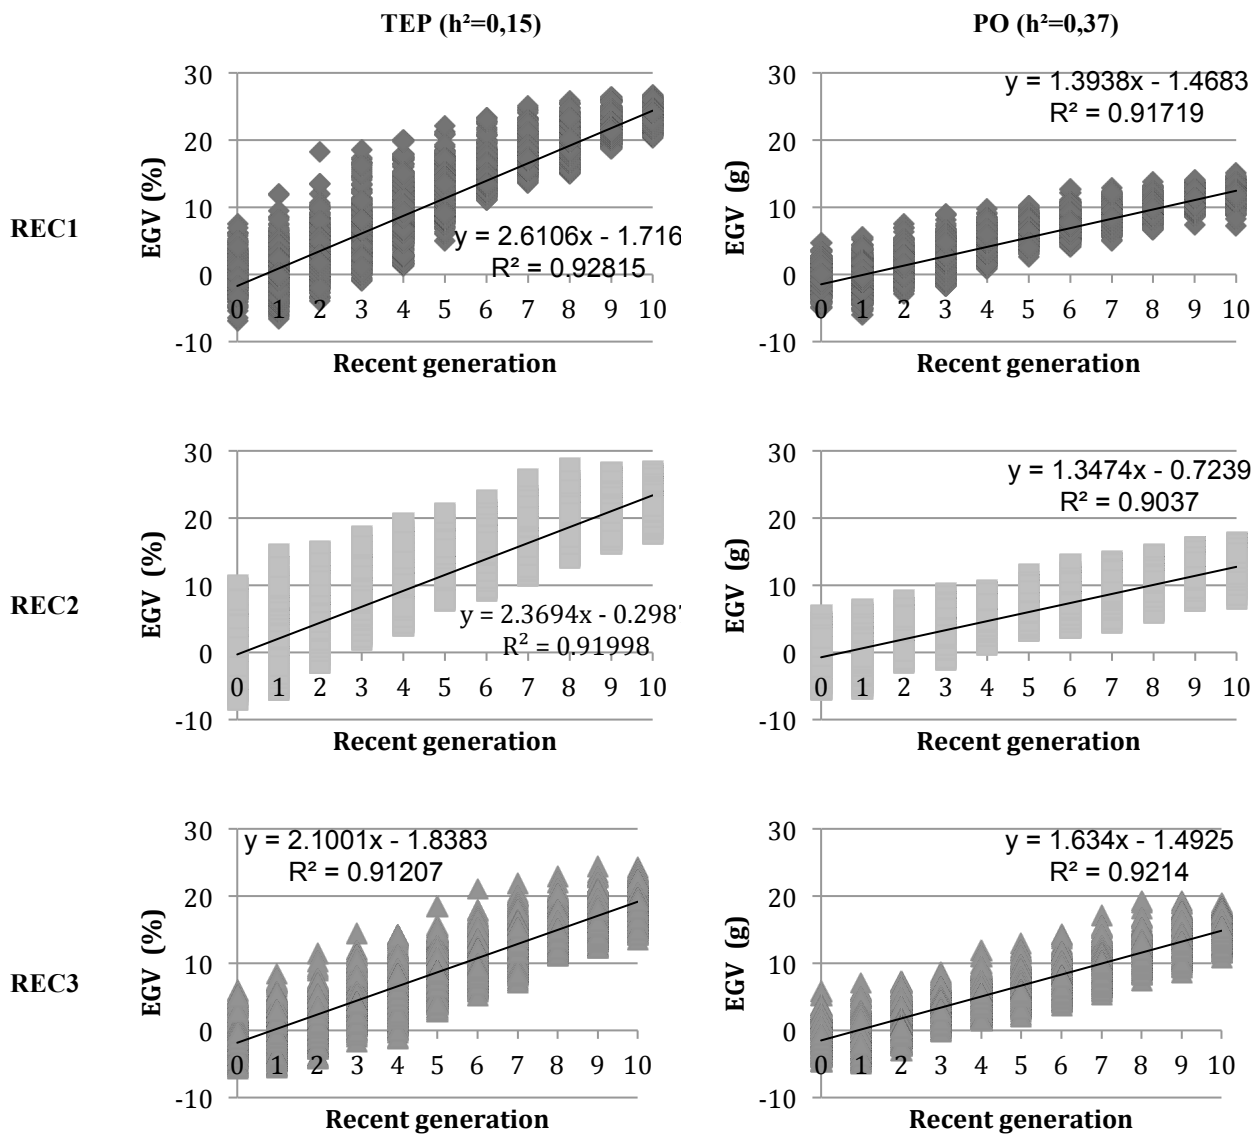 TEP (h²=0,15)
PO (h²=0,37)
REC1
EGV (%)
30
20
10
0
-10
y = 2.6106x - 1.716
R² = 0.92815
0 1 2 3 4 5 6 7 8 9 10
Recent generation
EGV (g)
30
20
10
0
-10
y = 1.3938x - 1.4683
R² = 0.91719
0 1 2 3 4 5 6 7 8 9 10
Recent generation
REC2
EGV (%)
30
20
10
0
-10
y = 2.3694x - 0.298
R² = 0.91998
0 1 2 3 4 5 6 7 8 9 10
Recent generation
EGV (g)
30
20
10
0
-10
y = 1.3474x - 0.7239
R² = 0.9037
0 1 2 3 4 5 6 7 8 9 10
Recent generation
REC3
EGV (%)
30
20
10
0
-10
y = 2.1001x - 1.8383
R² = 0.91207
0 1 2 3 4 5 6 7 8 9 10
Recent generation
EGV (g)
30
20
10
0
-10
y = 1.634x - 1.4925
R² = 0.9214
0 1 2 3 4 5 6 7 8 9 10
Recent generation